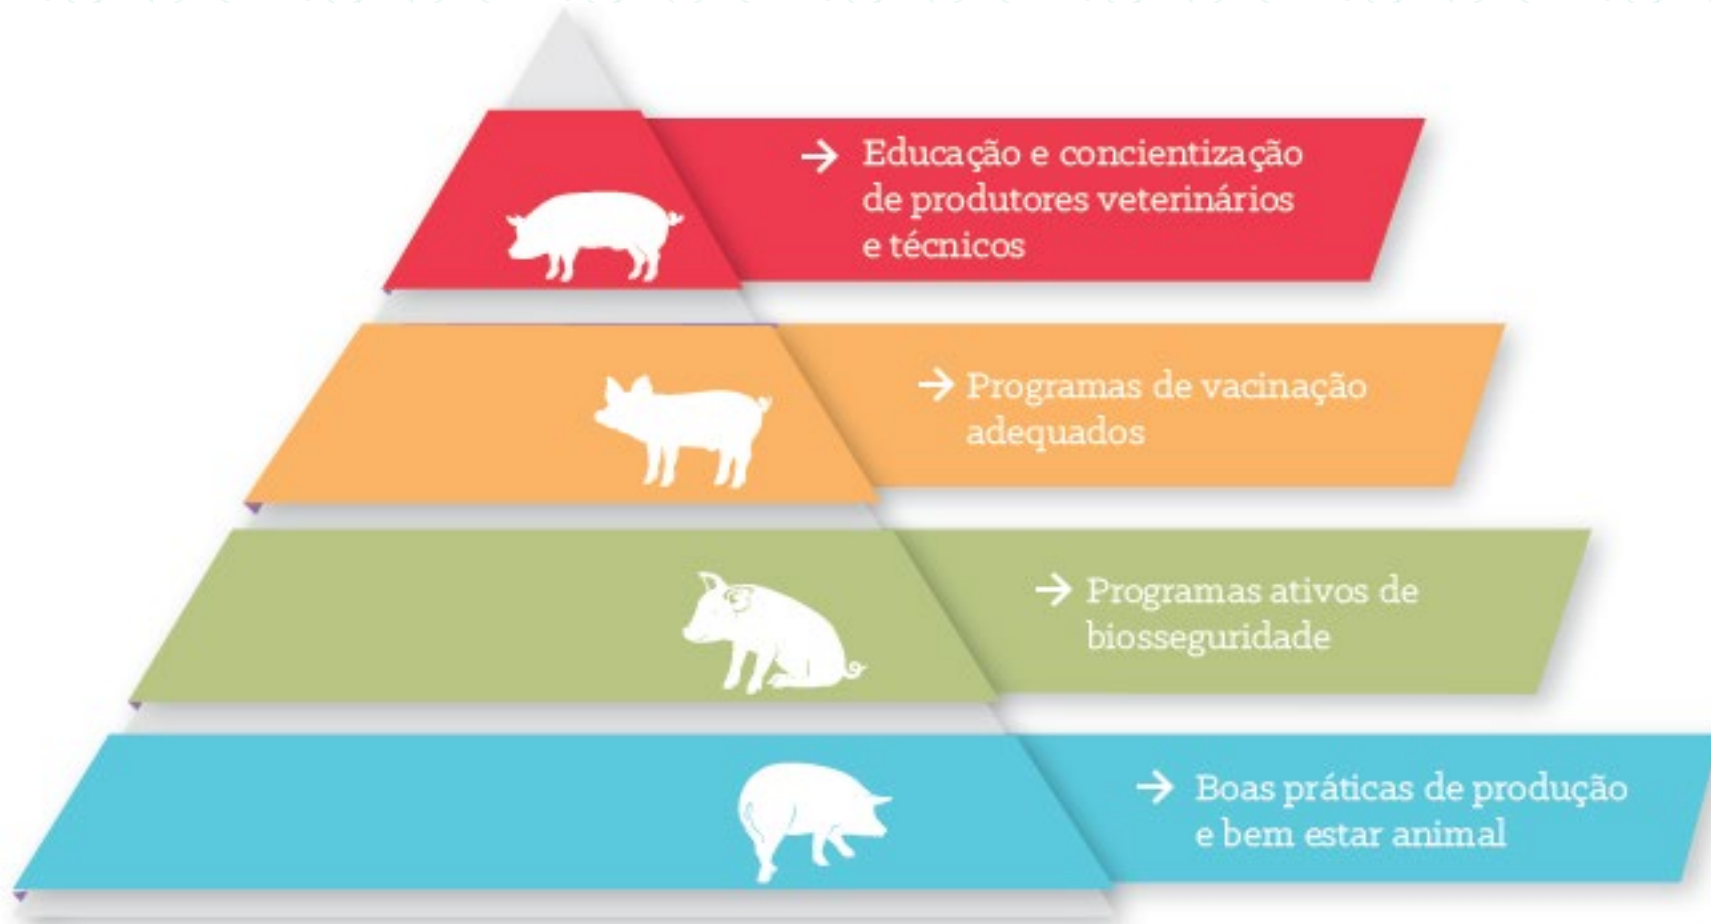 → Educação e concientização
de produtores veterinários
e técnicos
→ Programas de vacinação
adequados
→ Programas ativos de
biosseguridade
→ Boas práticas de produção
e bem estar animal